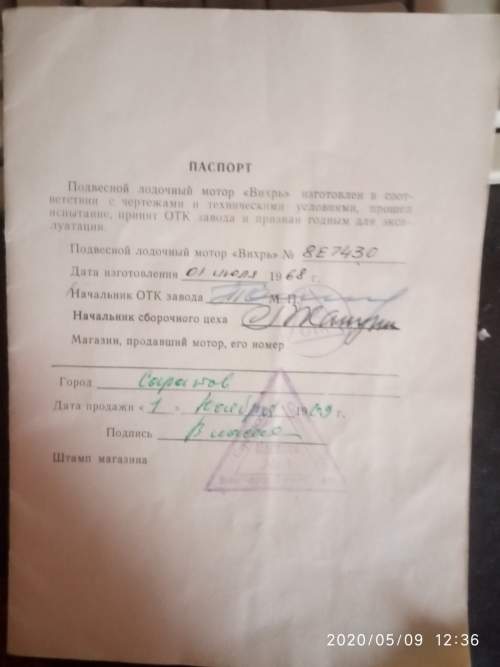 ПАСПОРТ
Подвесной лодочный мотор «Вихрь» изготовлен в соот-
ветствии с чертежами и техническими условиями, прошел
испытание, принят ОТК завода и признан годным для экс-
плуатации.
Подвесной лодочный мотор «Вихрь» № 8Е7430
Дата изготовления 01 июля 1968 г.
Начальник ОТК завода М. П.
Начальник сборочного цеха
Магазин, продавший мотор, его номер
Город Саратов
Дата продажи «1 » Ноября 1969 г.
Подпись
Штамп магазина
2020/05/09 12:36